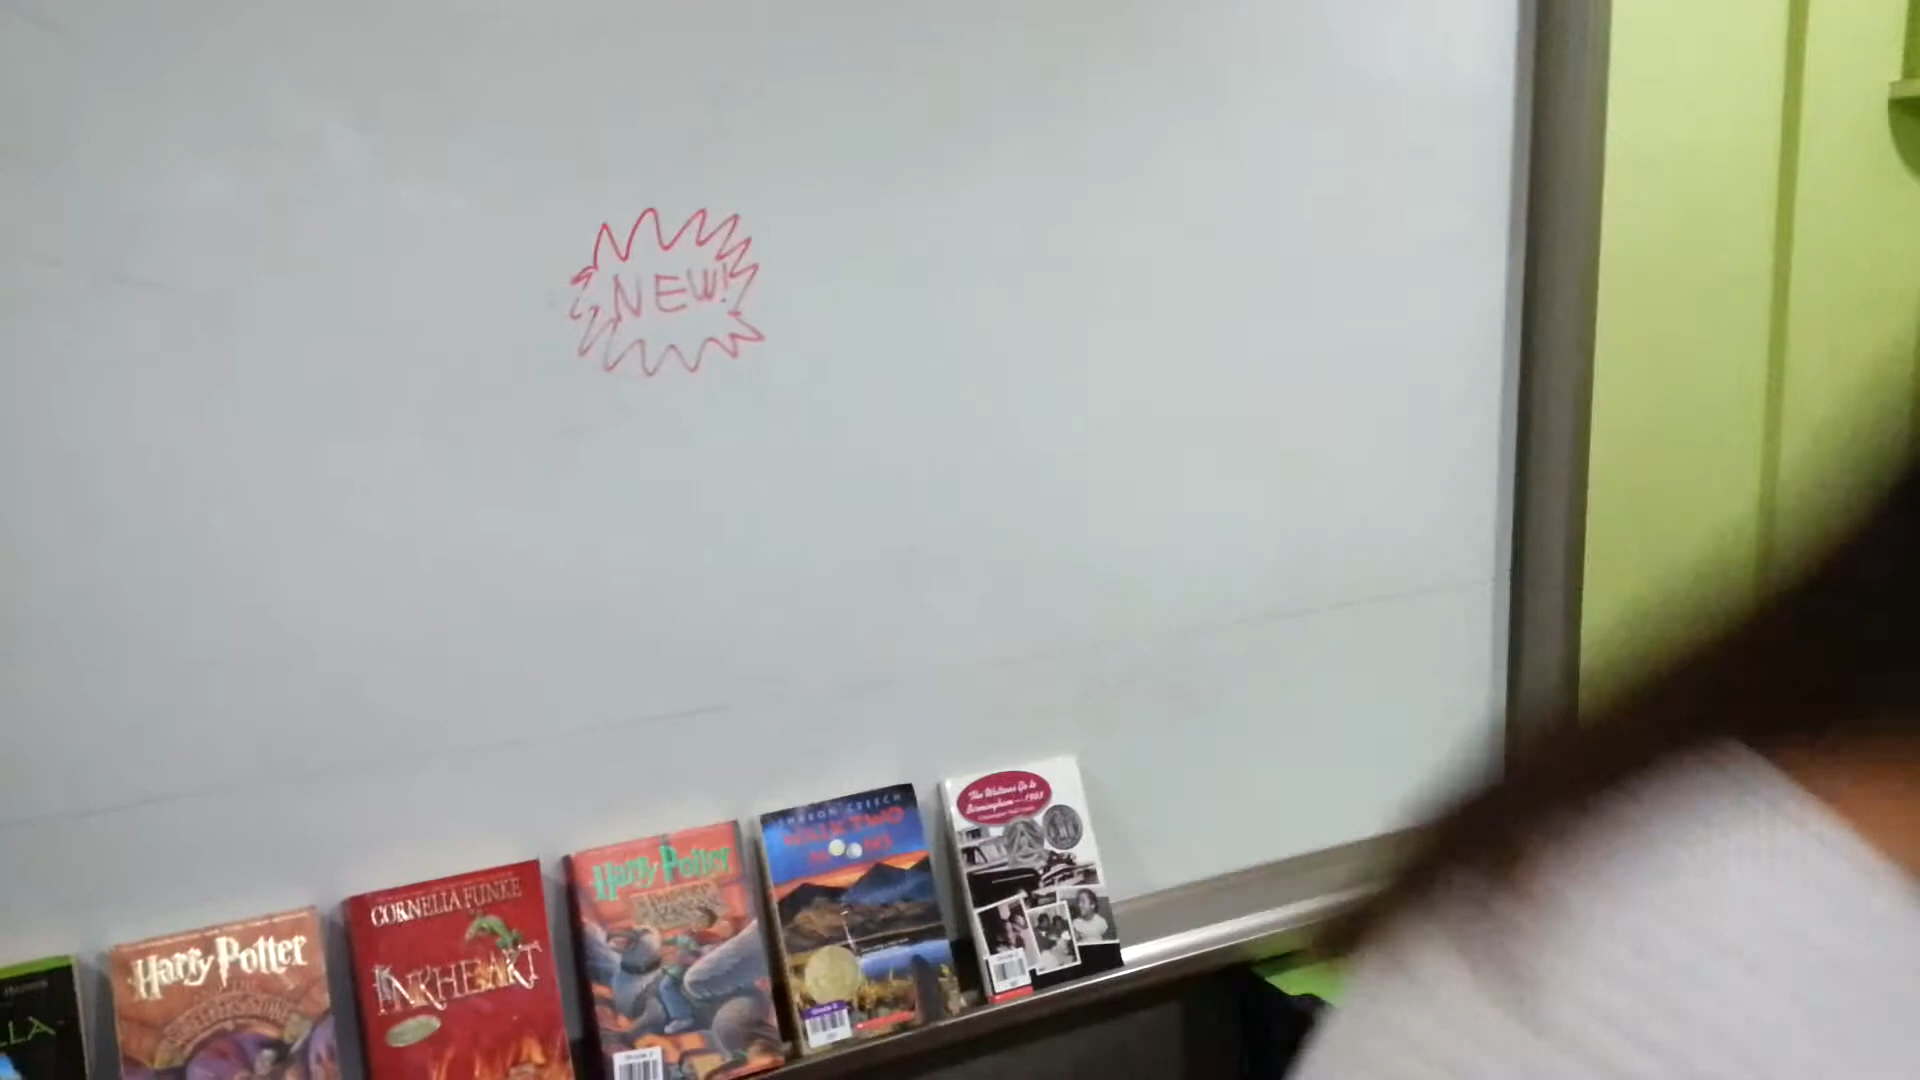 NEW!
LLA
Harry Potter
CORNELIA FUNKE
INKHEART
Harry Potter
SHARON CREECH
WALK TWO
MOONS
The Watsons Go to
Birmingham—1963